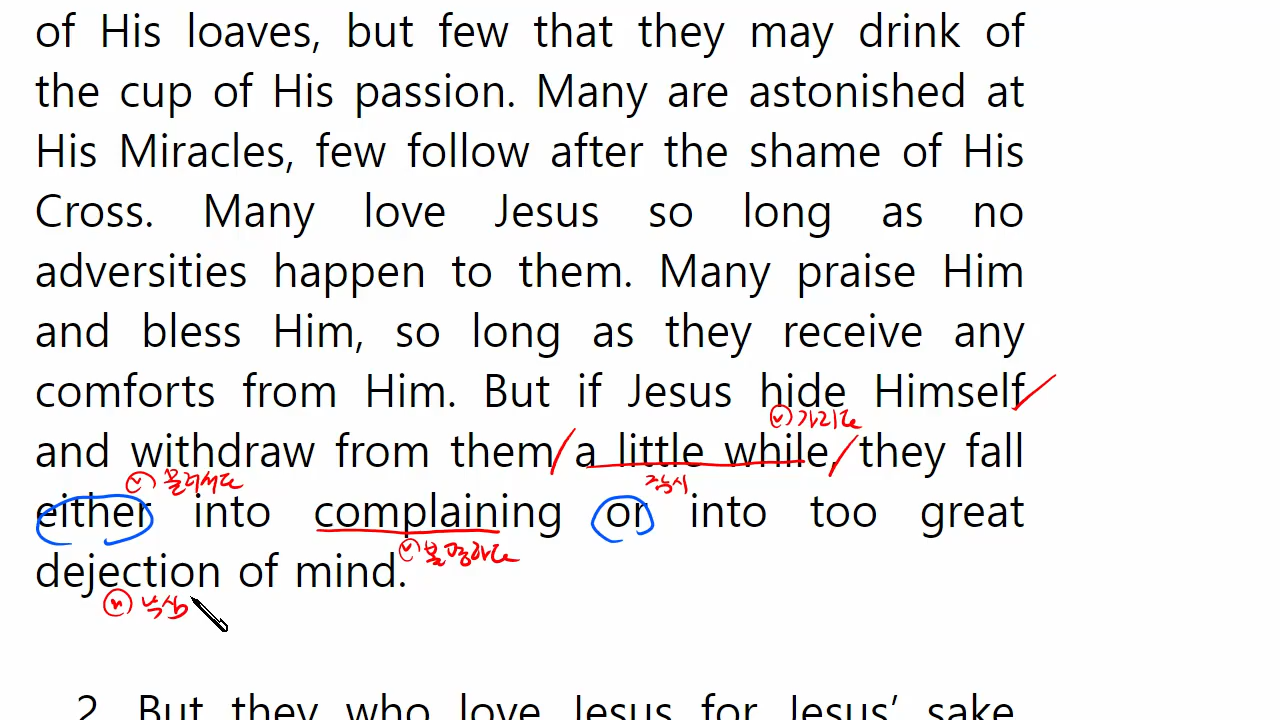 of His loaves, but few that they may drink of
the cup of His passion. Many are astonished at
His Miracles, few follow after the shame of His
Cross. Many love Jesus so long as no
adversities happen to them. Many praise Him
and bless Him, so long as they receive any
comforts from Him. But if Jesus hide Himself
ⓥ 가리다
and withdraw from them a little while, they fall
ⓥ 물러서다 잠시
either into complaining or into too great
ⓥ 불평하다
dejection of mind.
ⓝ 낙심
2. But they who love Jesus for Jesus’ sake